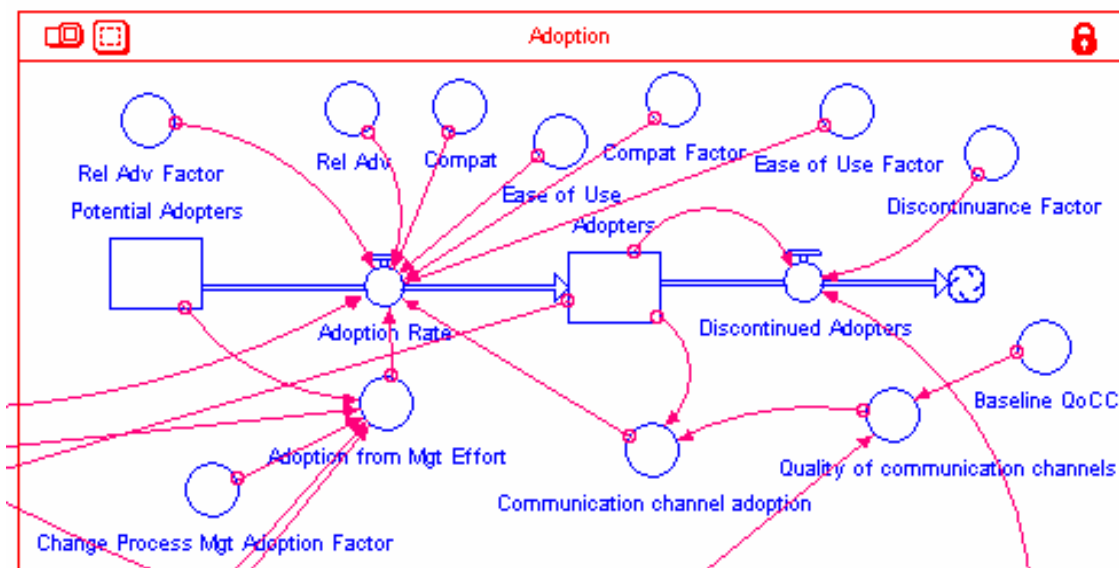 Adoption
Rel Adv Factor
Rel Adv
Compat
Ease of Use
Compat Factor
Ease of Use Factor
Discontinuance Factor
Potential Adopters
Adopters
Adoption Rate
Discontinued Adopters
Baseline QoCC
Adoption from Mgt Effort
Quality of communication channels
Communication channel adoption
Change Process Mgt Adoption Factor